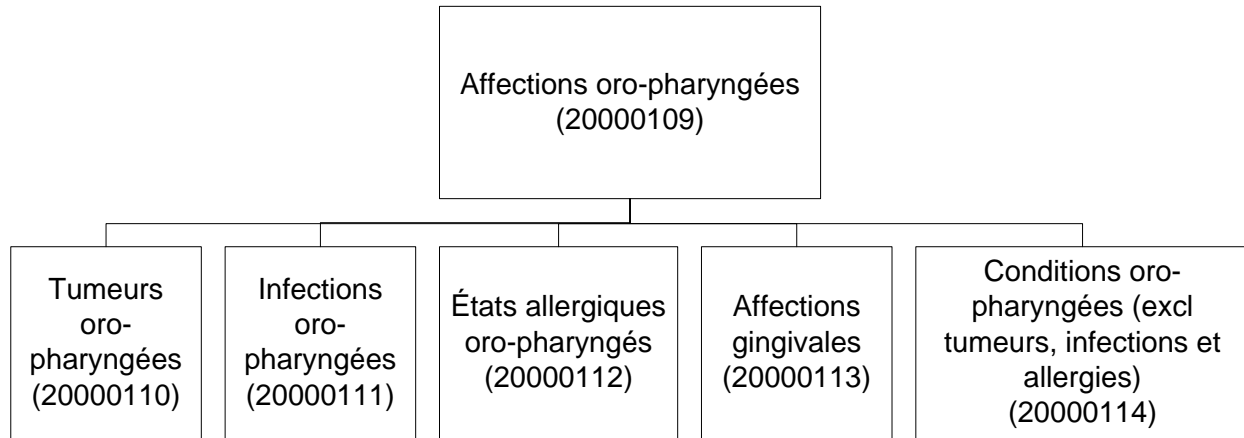 Affections oro-pharyngées
(20000109)
Tumeurs
oro-
pharyngées
(20000110)
Infections
oro-
pharyngées
(20000111)
États allergiques
oro-pharyngés
(20000112)
Affections
gingivales
(20000113)
Conditions oro-
pharyngées (excl
tumeurs, infections et
allergies)
(20000114)